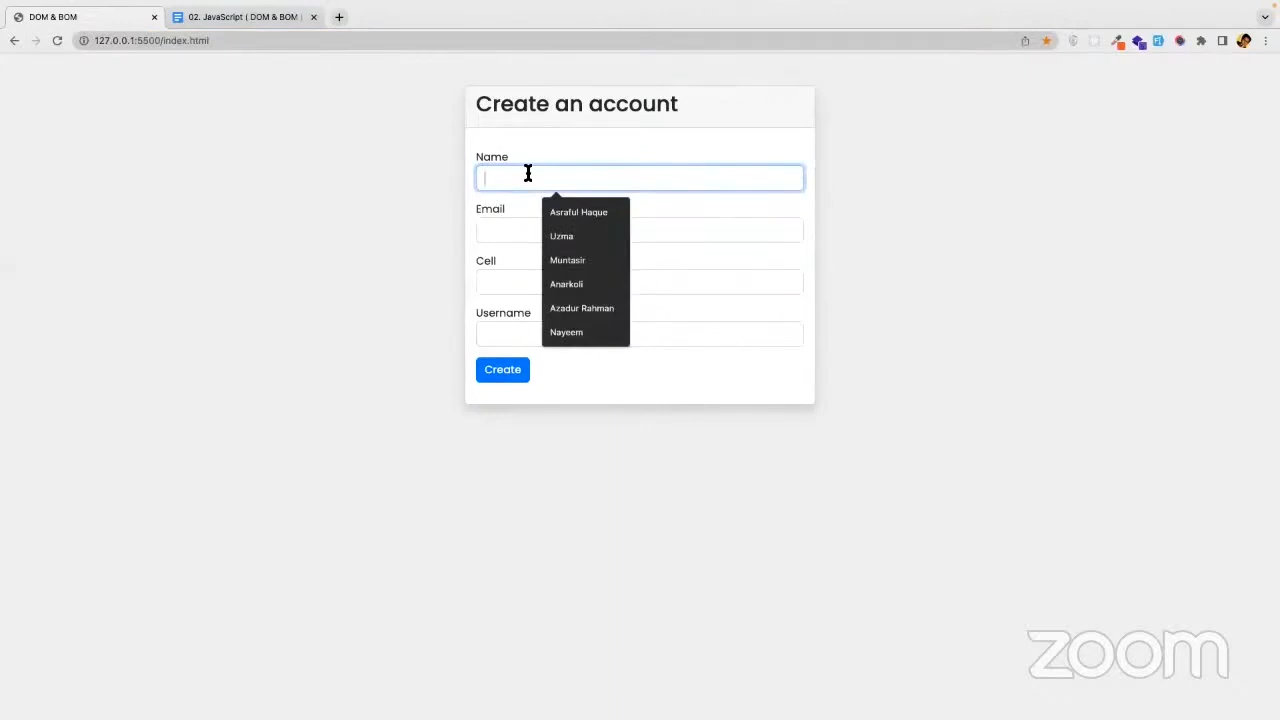 DOM & BOM
02. JavaScript ( DOM & BOM
127.0.0.1:5500/index.html
Create an account
Name
Asraful Haque
Email
Uzma
Muntasir
Cell
Anarkoli
Azadur Rahman
Username
Nayeem
Create
zoom